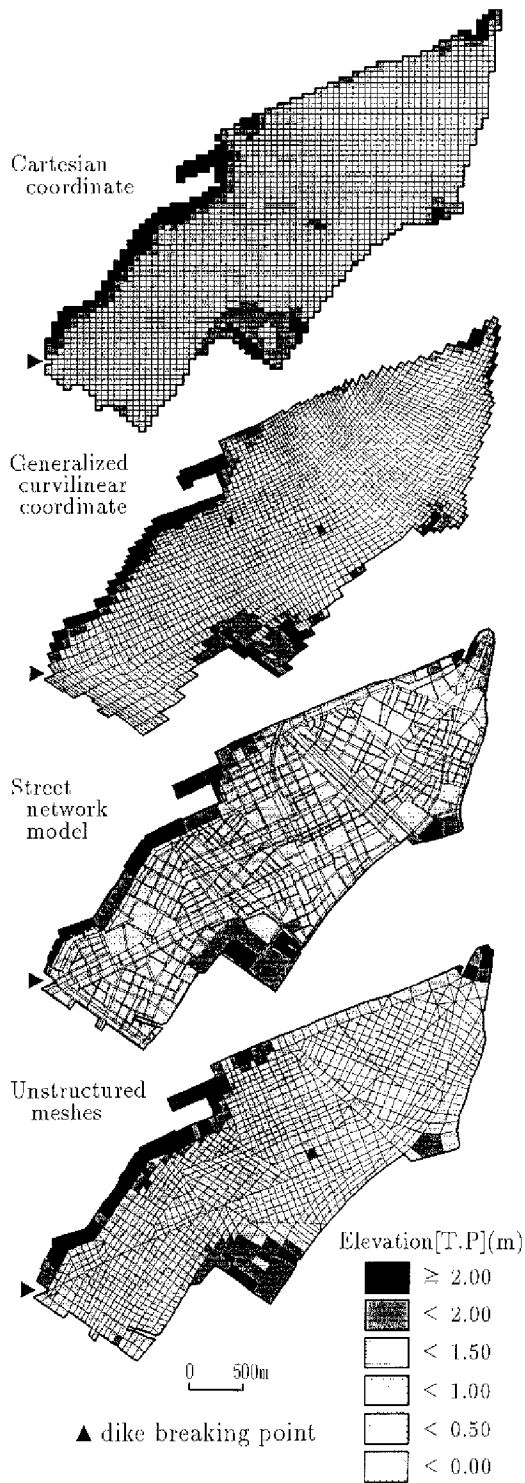 Cartesian
coordinate
Generalized
curvilinear
coordinate
Street
network
model
Unstructured
meshes
Elevation[T.P](m)
≥ 2.00
< 2.00
< 1.50
< 1.00
< 0.50
< 0.00
0 500m
▲ dike breaking point